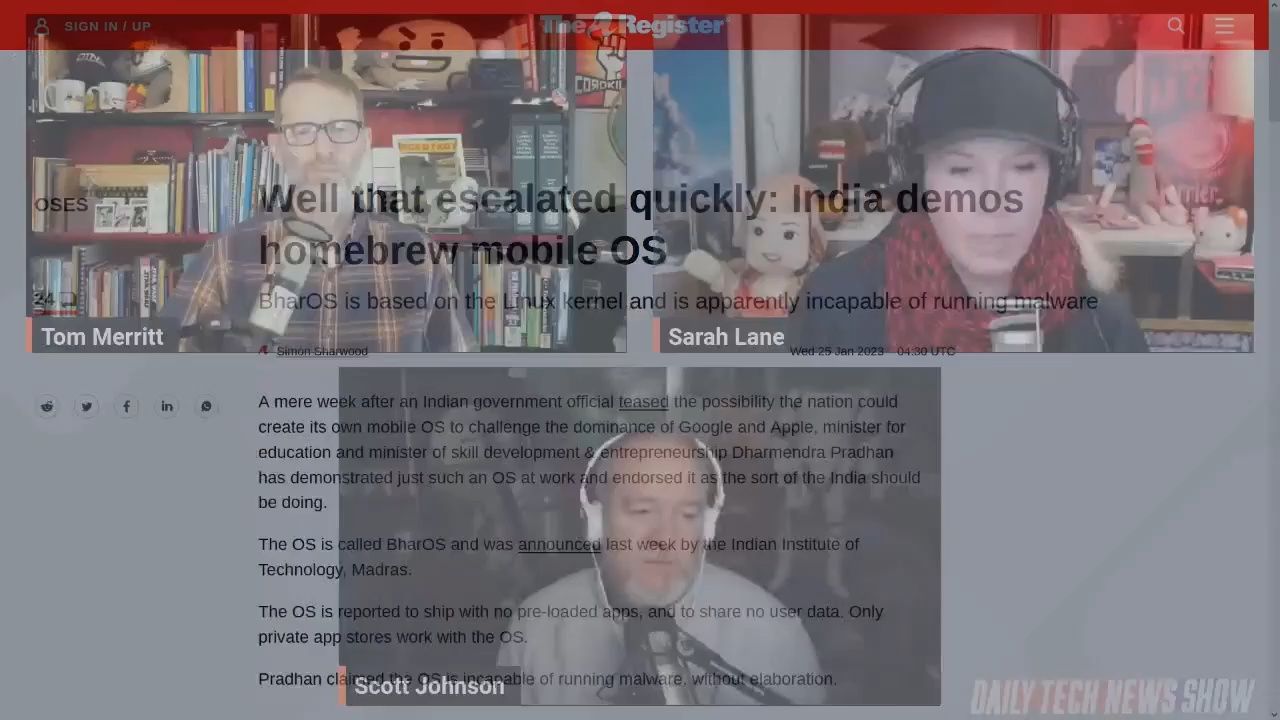 SIGN IN / UP
The Register
OSES
Well that escalated quickly: India demos
homebrew mobile OS
24
BharOS is based on the Linux kernel and is apparently incapable of running malware
Tom Merritt
Sarah Lane
Simon Sharwood
Wed 25 Jan 2023 04:30 UTC
A mere week after an Indian government official teased the possibility the nation could
create its own mobile OS to challenge the dominance of Google and Apple, minister for
education and minister of skill development & entrepreneurship Dharmendra Pradhan
has demonstrated just such an OS at work and endorsed it as the sort of the India should
be doing.
The OS is called BharOS and was announced last week by the Indian Institute of
Technology, Madras.
The OS is reported to ship with no pre-loaded apps, and to share no user data. Only
private app stores work with the OS.
Pradhan claimed the OS is incapable of running malware, without elaboration.
Scott Johnson
DAILY TECH NEWS SHOW